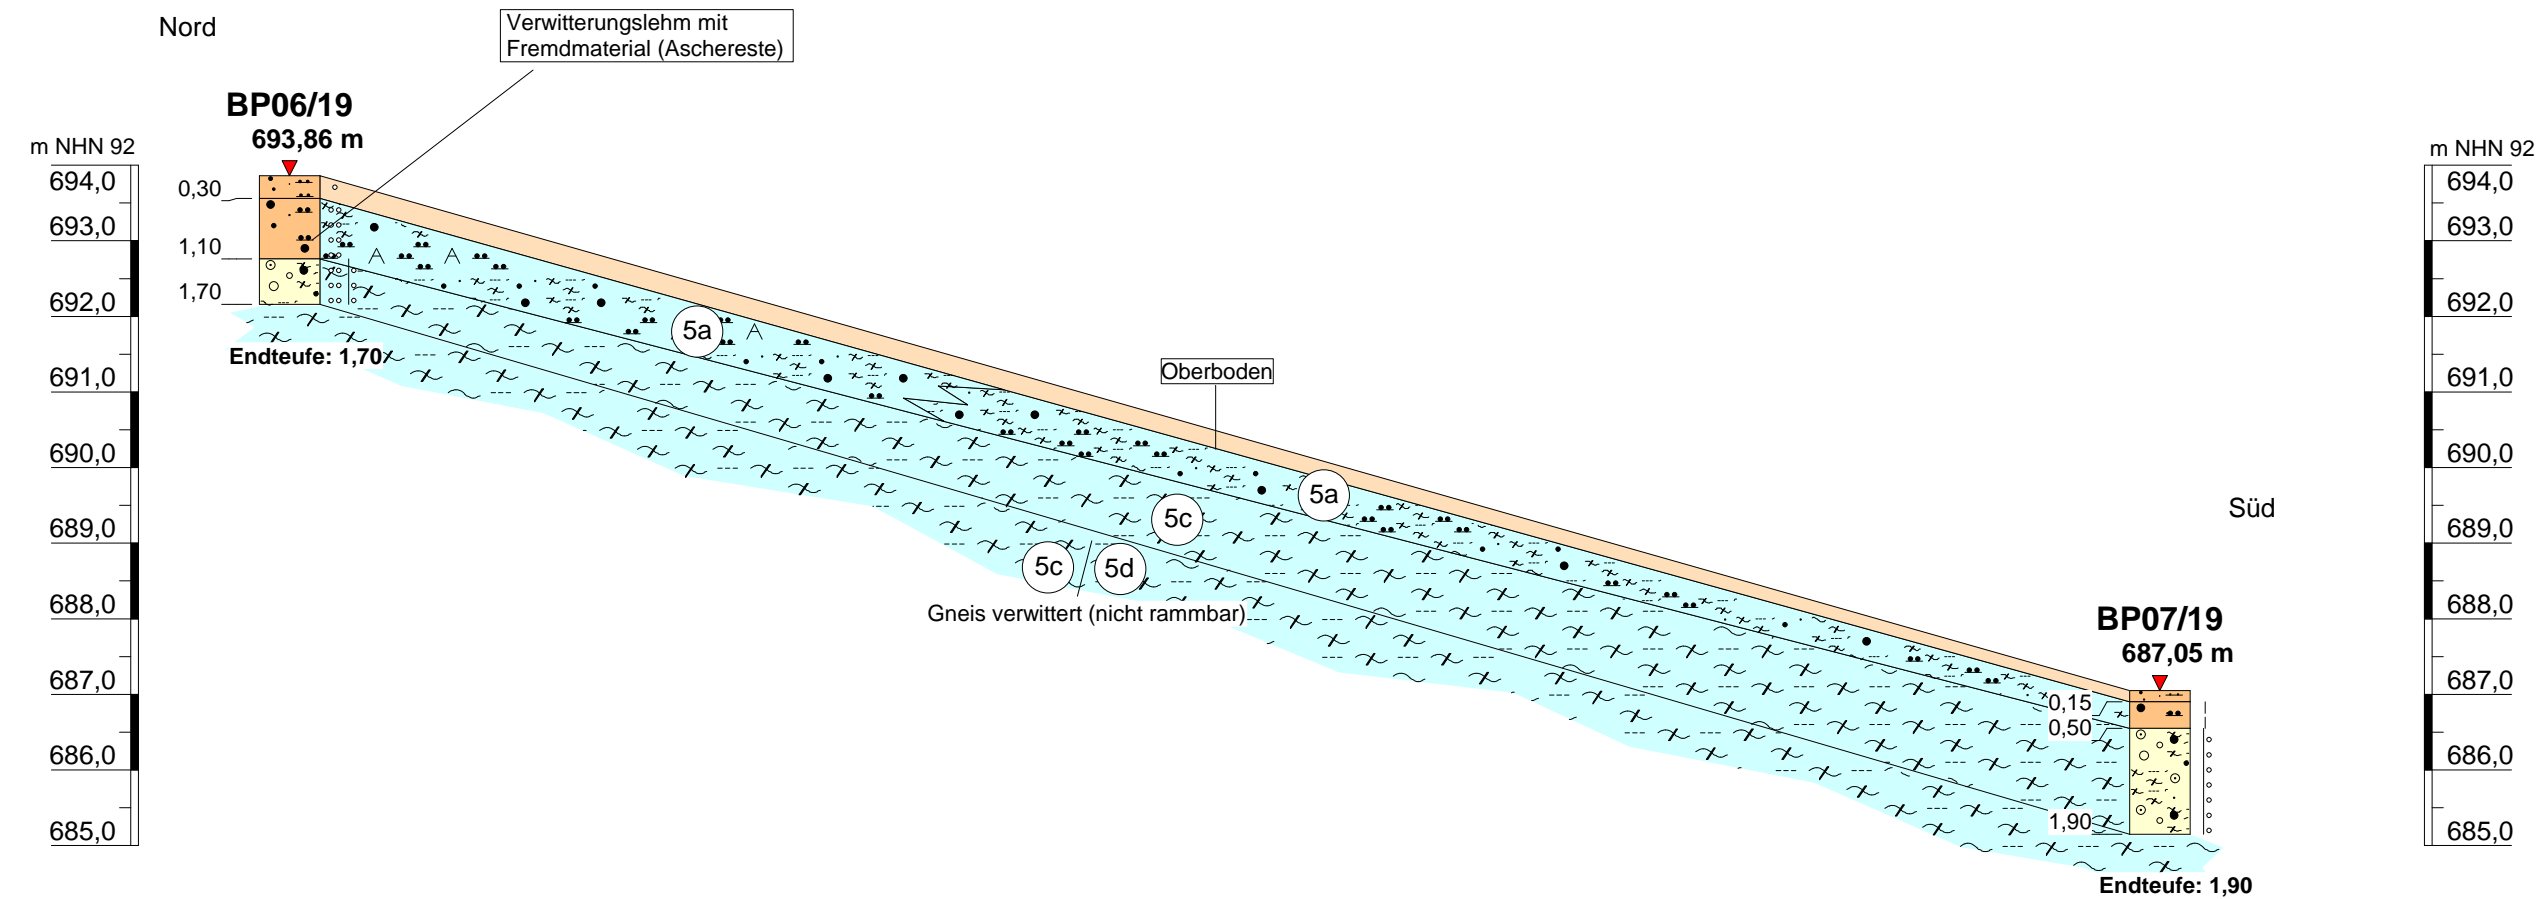 Nord
Verwitterungslehm mit
Fremdmaterial (Aschereste)
BP06/19
693,86 m
m NHN 92
694,0
693,0
692,0
691,0
690,0
689,0
688,0
687,0
686,0
685,0
0,30
1,10
1,70
Endteufe: 1,70
A A
5a
A
Oberboden
5a
5c
5c / 5d
Gneis verwittert (nicht rammbar)
Süd
BP07/19
687,05 m
0,15
0,50
1,90
Endteufe: 1,90
m NHN 92
694,0
693,0
692,0
691,0
690,0
689,0
688,0
687,0
686,0
685,0